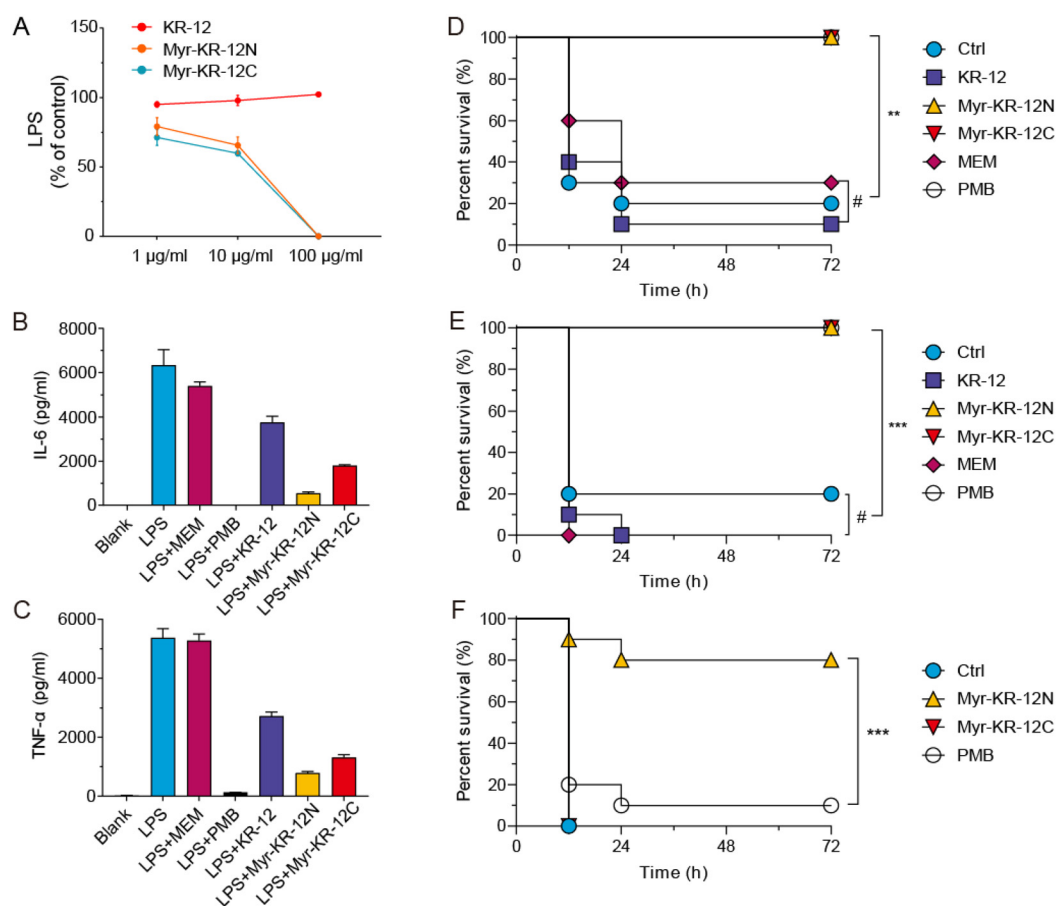 A
KR-12
Myr-KR-12N
Myr-KR-12C
LPS
(% of control)
150
100
50
0
1 µg/ml 10 µg/ml 100 µg/ml
B
IL-6 (pg/ml)
8000
6000
4000
2000
0
Blank
LPS
LPS+MEM
LPS+PMB
LPS+KR-12
LPS+Myr-KR-12N
LPS+Myr-KR-12C
C
TNF-α (pg/ml)
6000
4000
2000
0
Blank
LPS
LPS+MEM
LPS+PMB
LPS+KR-12
LPS+Myr-KR-12N
LPS+Myr-KR-12C
D
Percent survival (%)
100
80
60
40
20
0
0 24 48 72
Time (h)
**
#
Ctrl
KR-12
Myr-KR-12N
Myr-KR-12C
MEM
PMB
E
Percent survival (%)
100
80
60
40
20
0
0 24 48 72
Time (h)
***
#
Ctrl
KR-12
Myr-KR-12N
Myr-KR-12C
MEM
PMB
F
Percent survival (%)
100
80
60
40
20
0
0 24 48 72
Time (h)
***
Ctrl
Myr-KR-12N
Myr-KR-12C
PMB